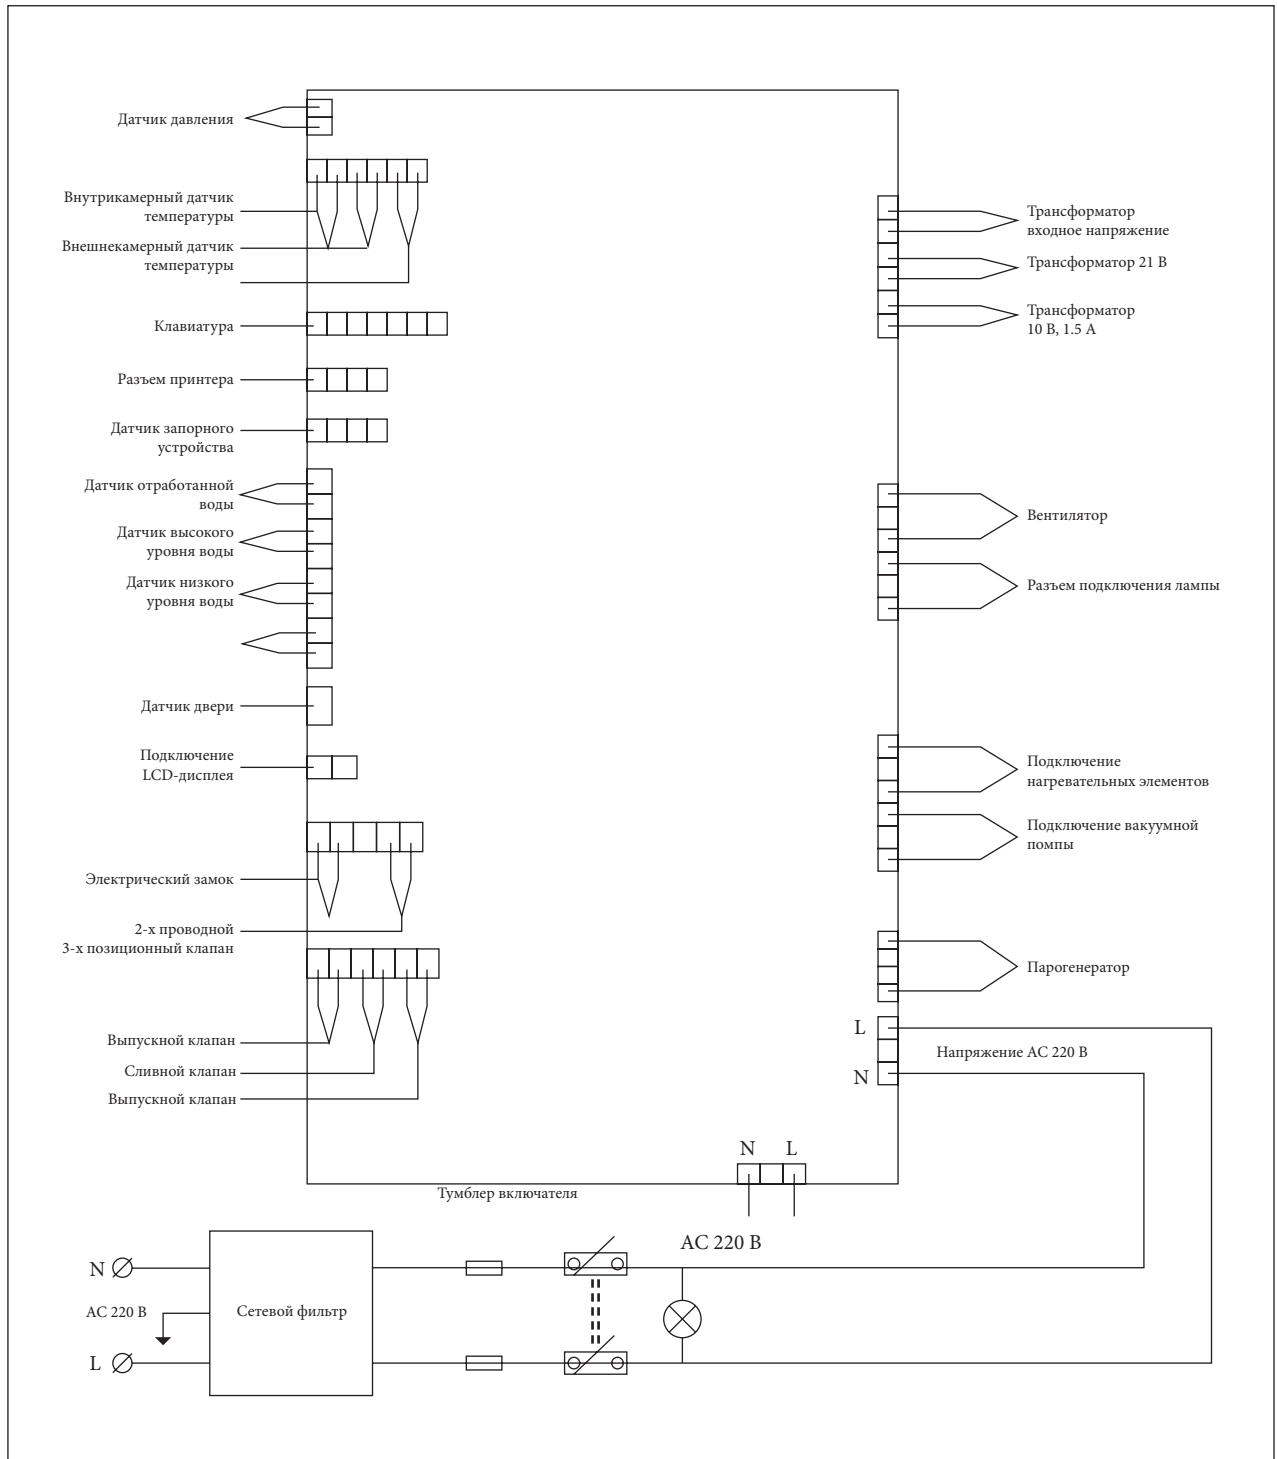 Датчик давления
Внутрикамерный датчик
температуры
Внешнекамерный датчик
температуры
Клавиатура
Разъем принтера
Датчик запорного
устройства
Датчик отработанной
воды
Датчик высокого
уровня воды
Датчик низкого
уровня воды
Датчик двери
Подключение
LCD-дисплея
Электрический замок
2-х проводной
3-х позиционный клапан
Выпускной клапан
Сливной клапан
Выпускной клапан
Трансформатор
входное напряжение
Трансформатор 21 В
Трансформатор
10 В, 1.5 А
Вентилятор
Разъем подключения лампы
Подключение
нагревательных элементов
Подключение вакуумной
помпы
Парогенератор
L
Напряжение АС 220 В
N
N L
Тумблер включателя
АС 220 В
N
АС 220 В
Сетевой фильтр
L